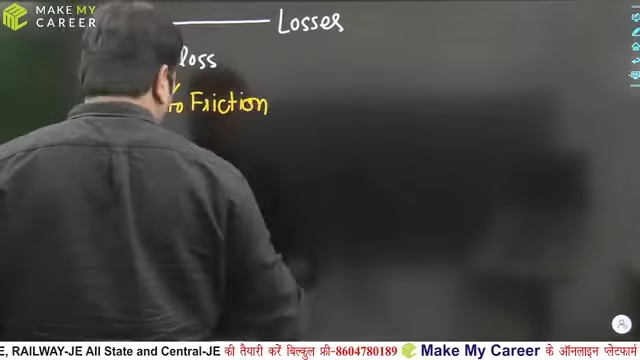 MAKE MY
CAREER
Losses
loss
to Friction
E, RAILWAY-JE All State and Central-JE की तैयारी करें बिल्कुल फ्री-8604780189 Make My Career के ऑनलाइन प्लेटफार्म